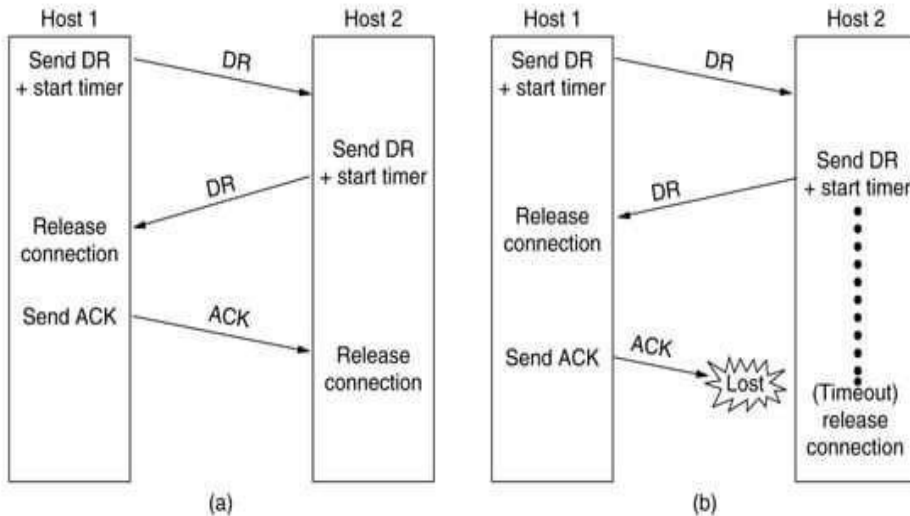 Host 1
Host 2
Send DR
+ start timer
DR
Send DR
+ start timer
DR
Release
connection
Send ACK
ACK
Release
connection
(a)
Host 1
Host 2
Send DR
+ start timer
DR
Send DR
+ start timer
DR
Release
connection
Send ACK
ACK
Lost
(Timeout)
release
connection
(b)